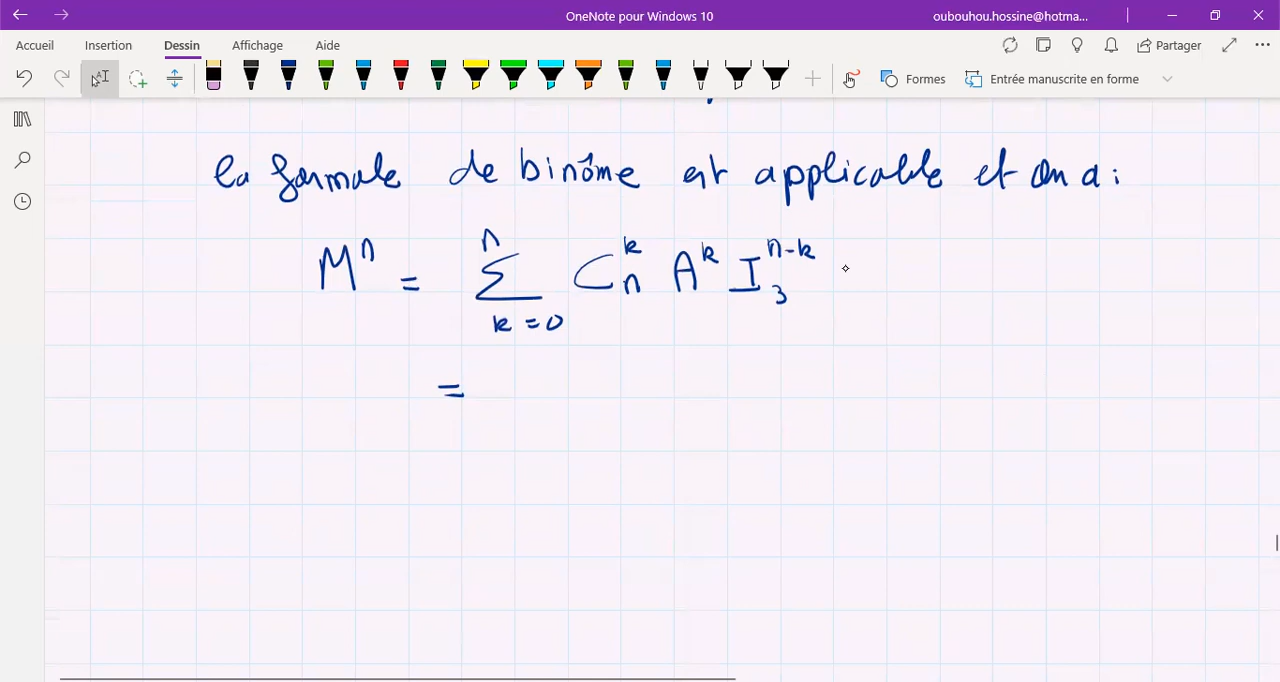 OneNote pour Windows 10
oubouhou.hossine@hotma...
Accueil Insertion Dessin Affichage Aide
Partager
Formes
Entrée manuscrite en forme
la formule de binôme est applicable et on a :
M^n = \sum_{k=0}^{n} C_n^k A^k I_3^{n-k}
=